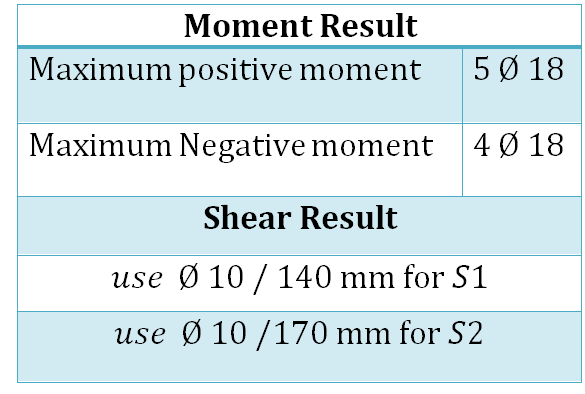 Moment Result
Maximum positive moment 5 Ø 18
Maximum Negative moment 4 Ø 18
Shear Result
use Ø 10 / 140 mm for S1
use Ø 10 /170 mm for S2